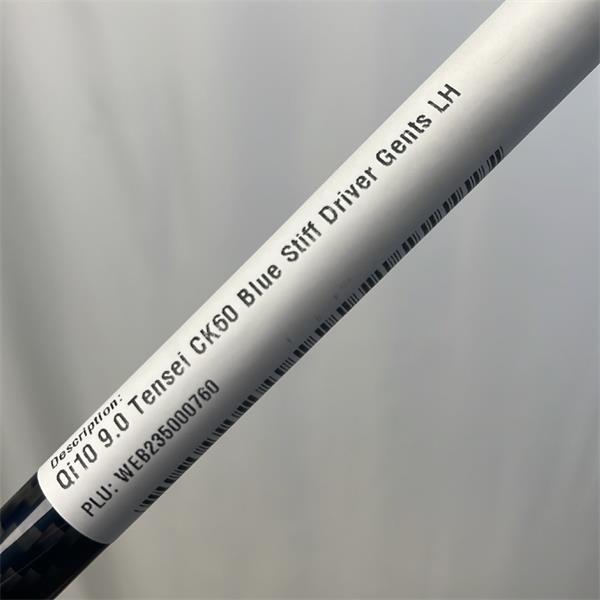 Description:
Qi10 9.0 Tensei CK60 Blue Stiff Driver Gents LH
PLU: WEB235000760